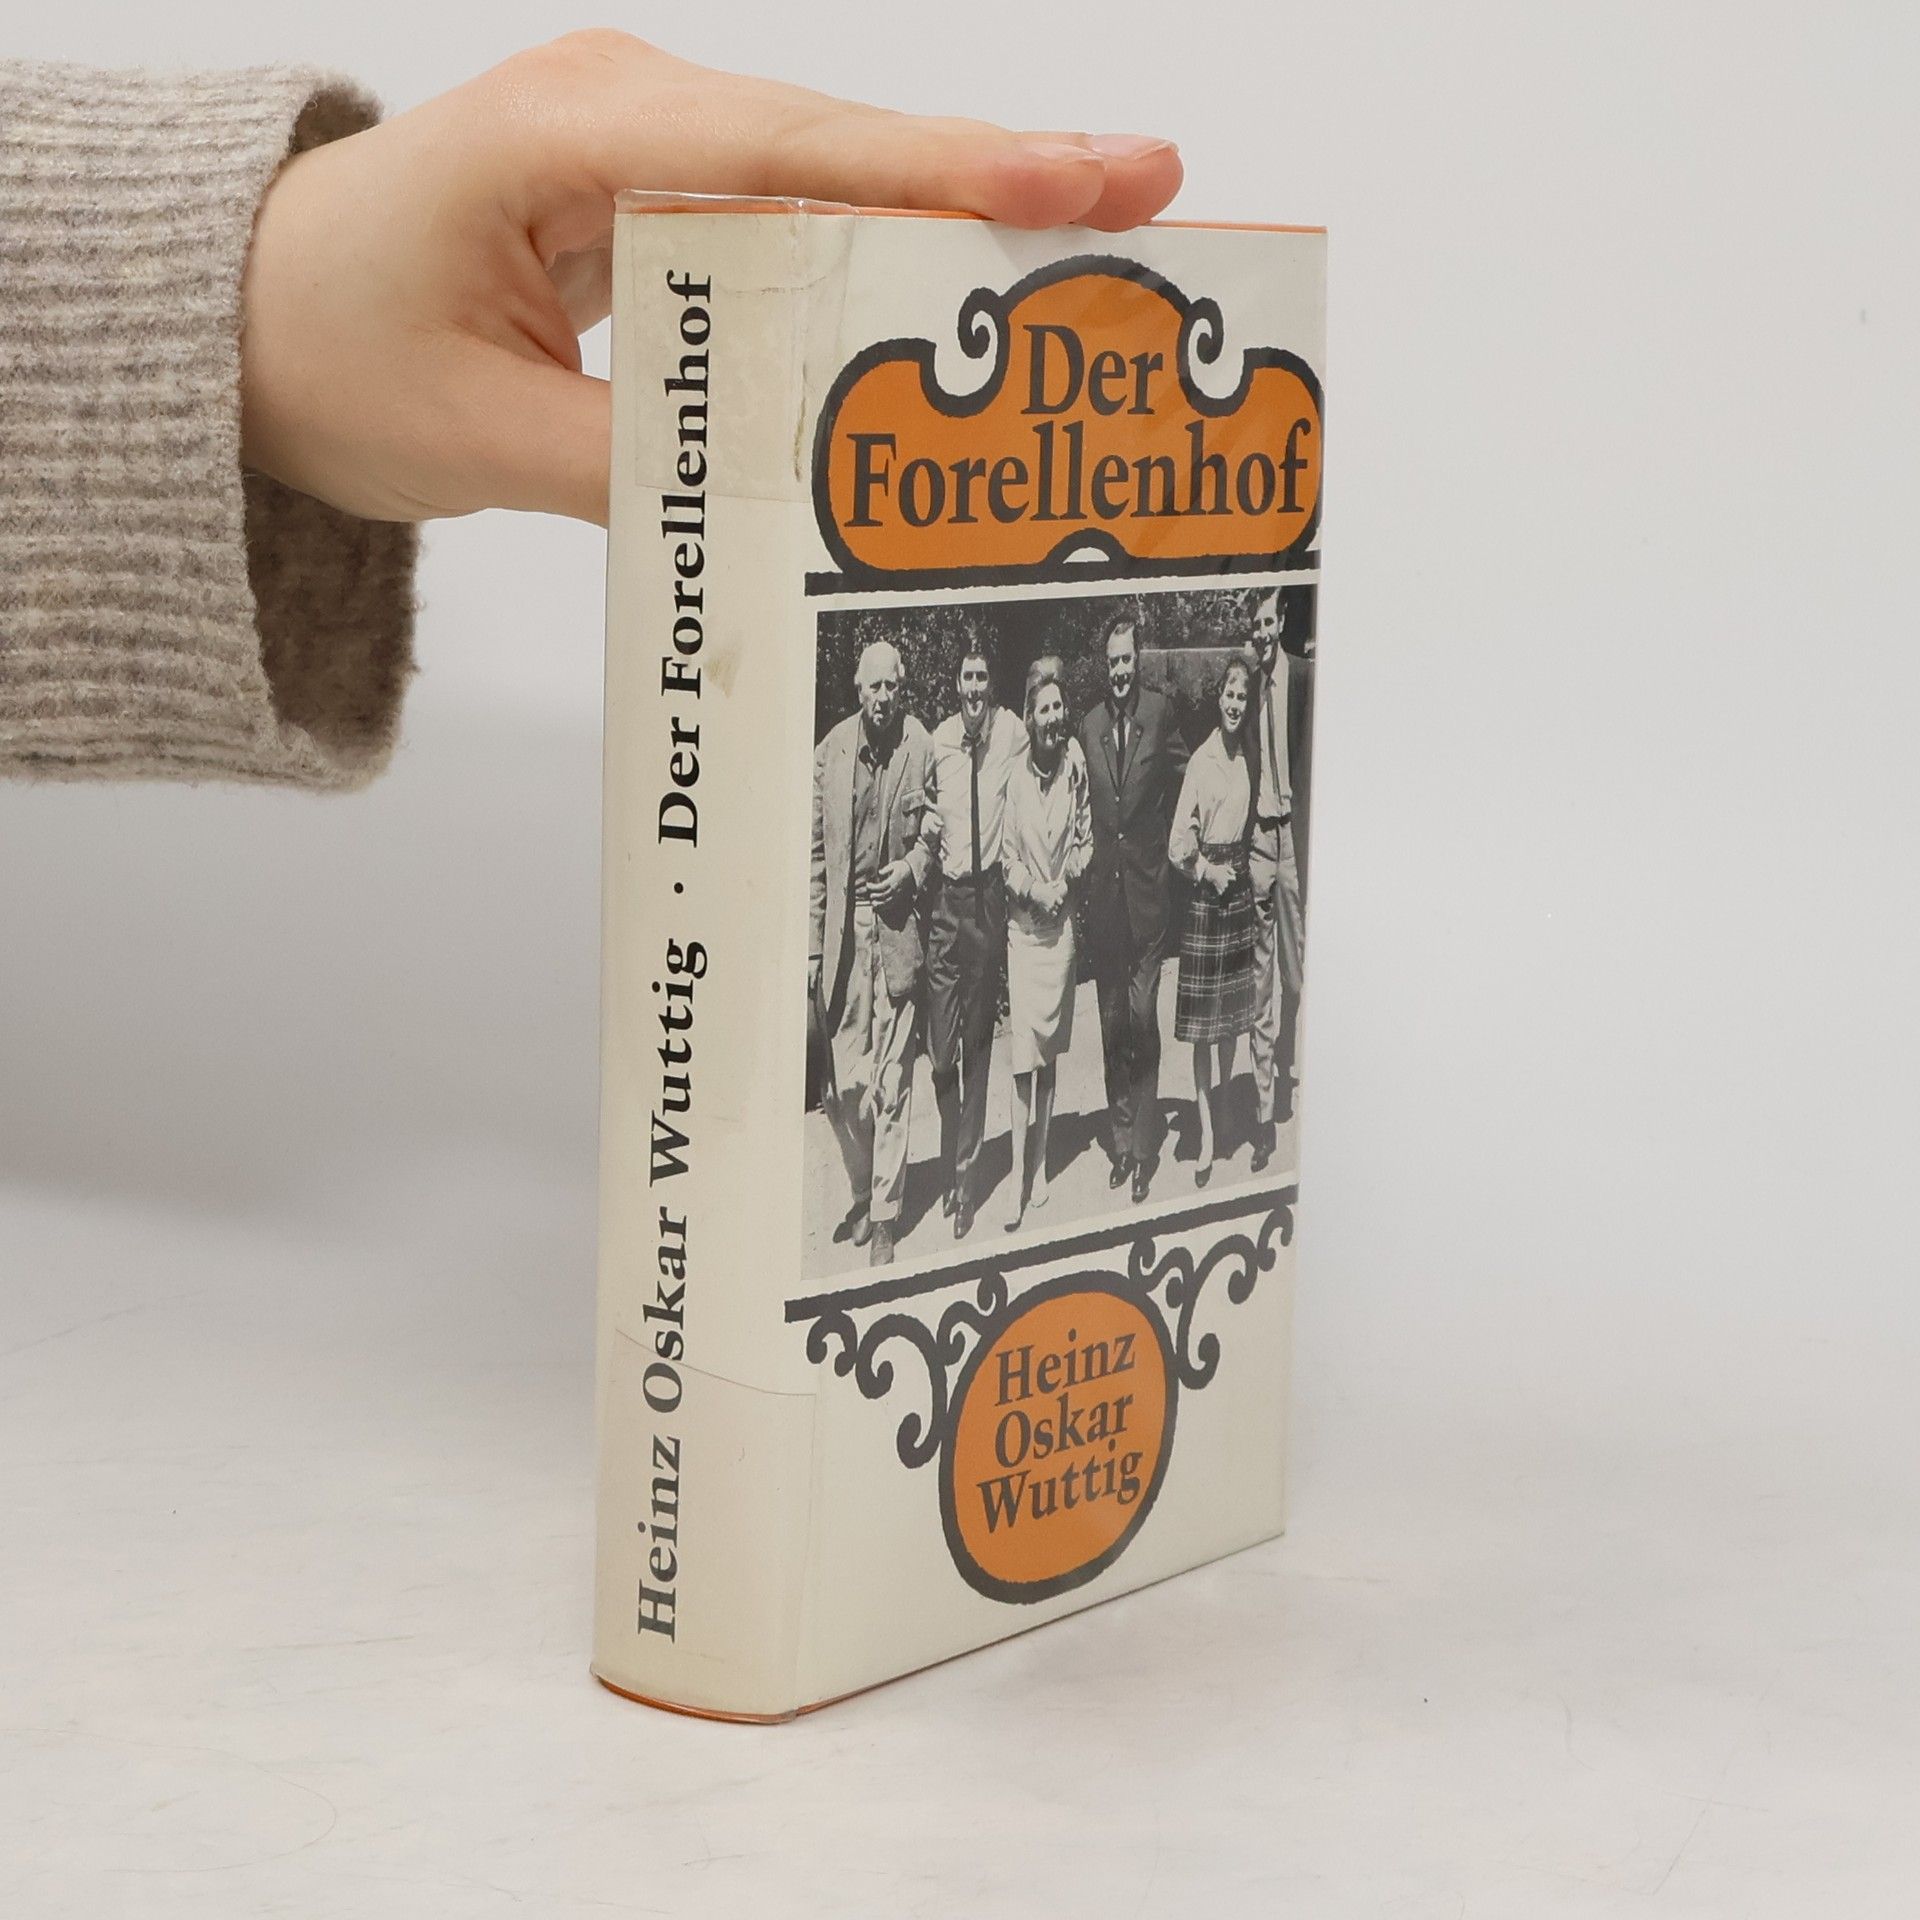 Heinz Oskar Wuttig · Der Forellenhof
Der
Forellenhof
Heinz
Oskar
Wuttig